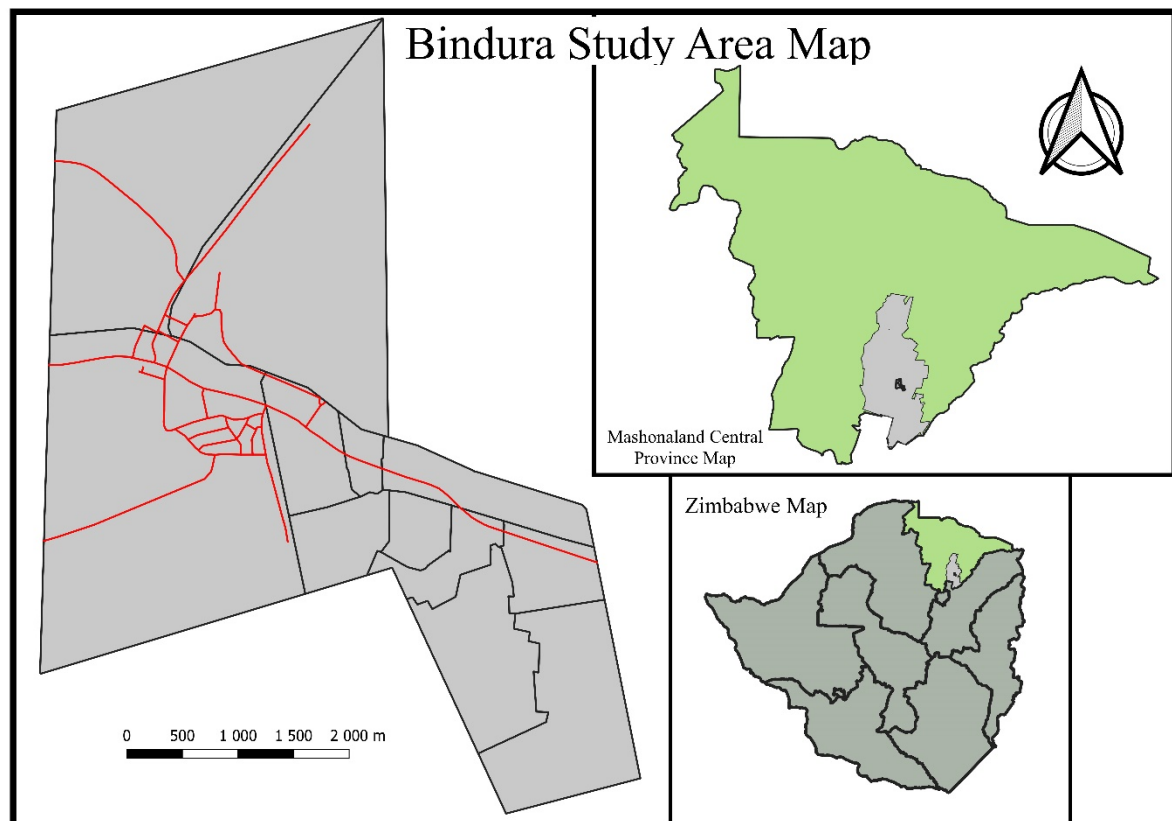 Bindura Study Area Map
Mashonaland Central
Province Map
Zimbabwe Map
0 500 1 000 1 500 2 000 m